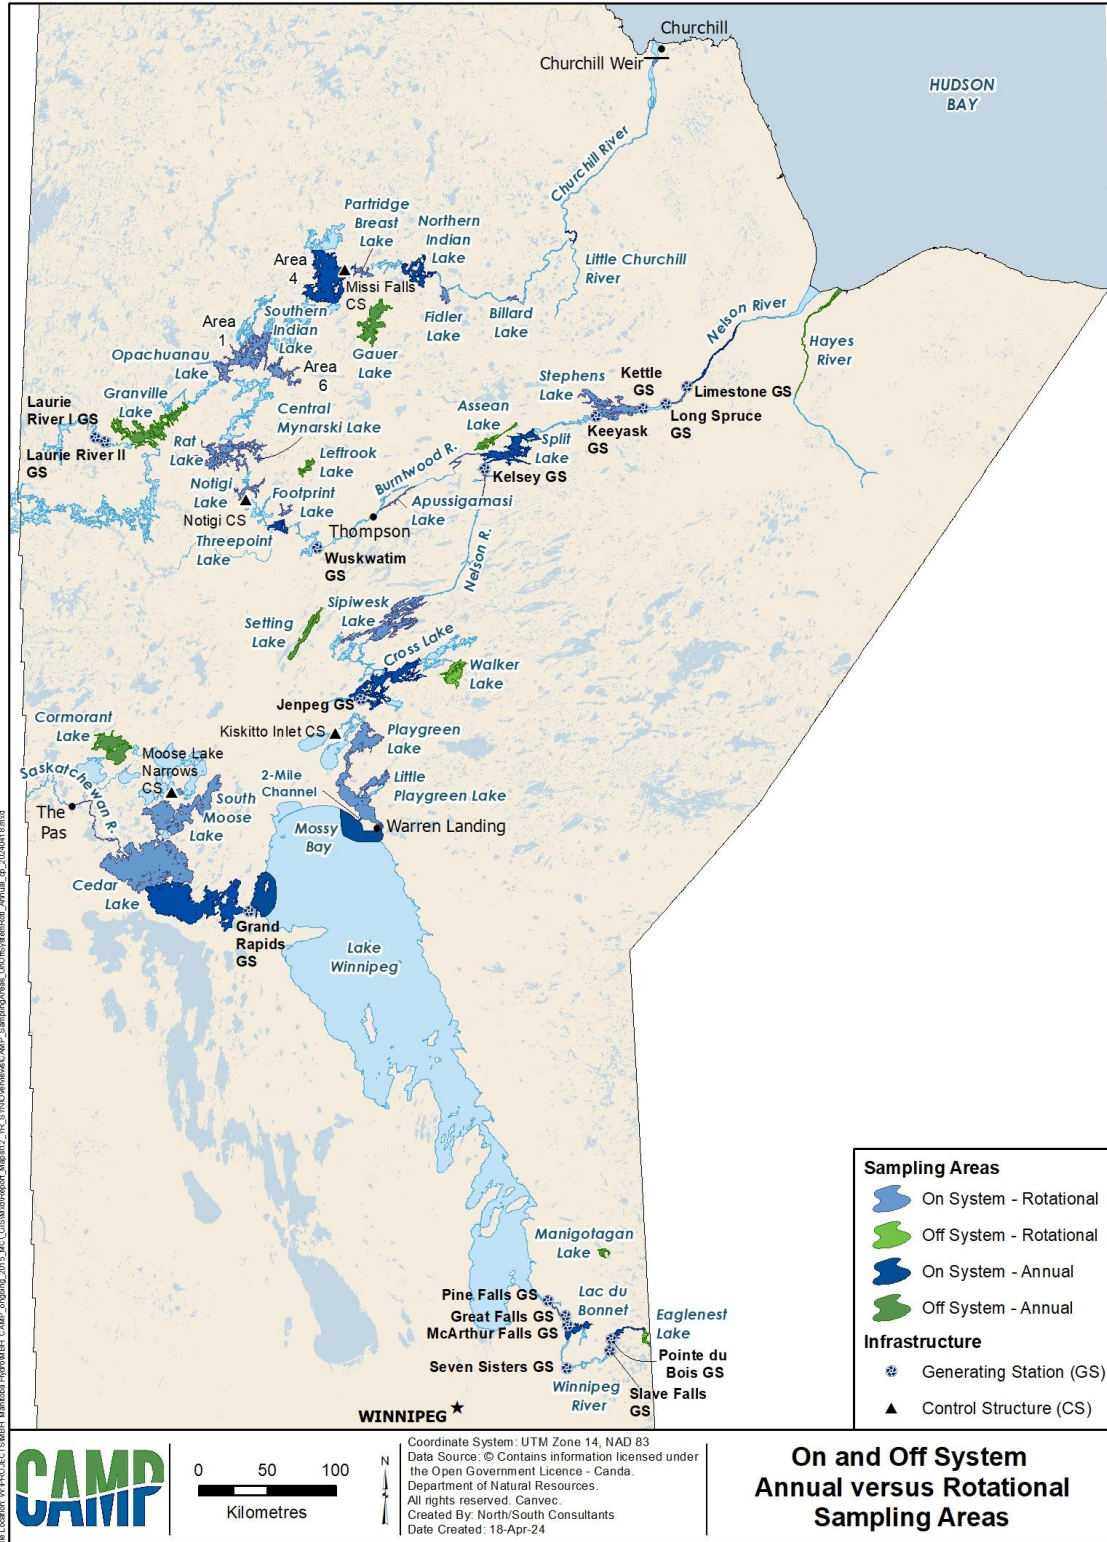 Churchill
Churchill Weir
HUDSON
BAY
Churchill River
Partridge
Breast
Lake
Northern
Indian
Lake
Area
4
Missi Falls
CS
Little Churchill
River
Southern
Indian
Lake
Fidler
Lake
Billard
Lake
Nelson River
Area
1
Gauer
Lake
Hayes
River
Opachuanau
Lake
Area
6
Granville
Lake
Stephens
Lake
Kettle
GS
Limestone GS
Laurie
River I GS
Central
Mynarski Lake
Assean
Lake
Long Spruce
GS
Keeyask
GS
Rat
Lake
Laurie River II
GS
Leftrook
Lake
Split
Lake
Burntwood R.
Kelsey GS
Notigi
Lake
Footprint
Lake
Apussigamasi
Lake
Notigi CS
Thompson
Threepoint
Lake
Wuskwatim
GS
Nelson R.
Sipiwesk
Lake
Setting
Lake
Cross Lake
Walker
Lake
Jenpeg GS
Cormorant
Lake
Kiskitto Inlet CS
Playgreen
Lake
Moose Lake
Narrows
CS
2-Mile
Channel
Little
Playgreen Lake
Saskatchewan R.
The
Pas
South
Moose
Lake
Mossy
Bay
Warren Landing
Cedar
Lake
Grand
Rapids
GS
Lake
Winnipeg
Manigotagan
Lake
Pine Falls GS
Lac du
Bonnet
Great Falls GS
McArthur Falls GS
Eaglenest
Lake
Pointe du
Bois GS
Seven Sisters GS
Winnipeg
River
Slave Falls
GS
WINNIPEG
Sampling Areas
On System - Rotational
Off System - Rotational
On System - Annual
Off System - Annual
Infrastructure
Generating Station (GS)
Control Structure (CS)
CAMP
0 50 100
Kilometres
N
Coordinate System: UTM Zone 14, NAD 83
Data Source: © Contains information licensed under
the Open Government Licence - Canda.
Department of Natural Resources.
All rights reserved. Canvec.
Created By: North/South Consultants
Date Created: 18-Apr-24
On and Off System
Annual versus Rotational
Sampling Areas